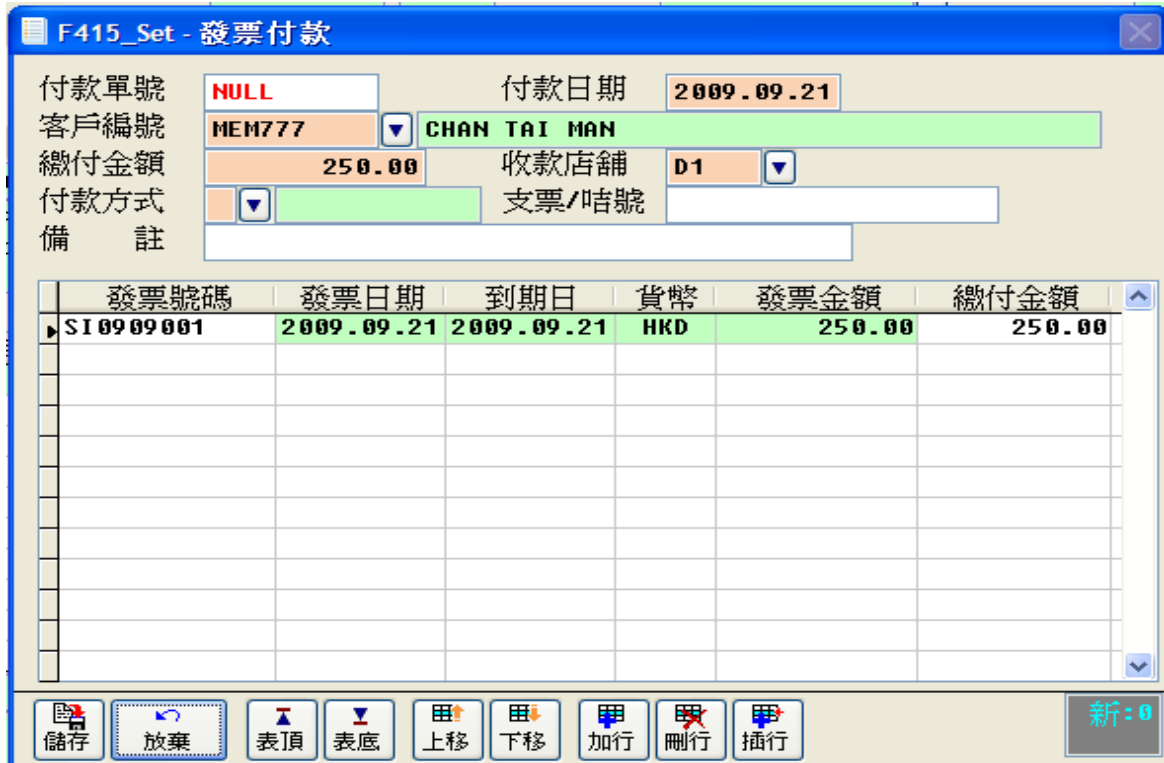 F415_Set - 發票付款
付款單號 NULL 付款日期 2009.09.21
客戶編號 MEM777 CHAN TAI MAN
繳付金額 250.00 收款店舖 D1
付款方式 支票/咭號
備 註
發票號碼 發票日期 到期日 貨幣 發票金額 繳付金額
SI0909001 2009.09.21 2009.09.21 HKD 250.00 250.00
儲存 放棄 表頂 表底 上移 下移 加行 刪行 插行 新:0